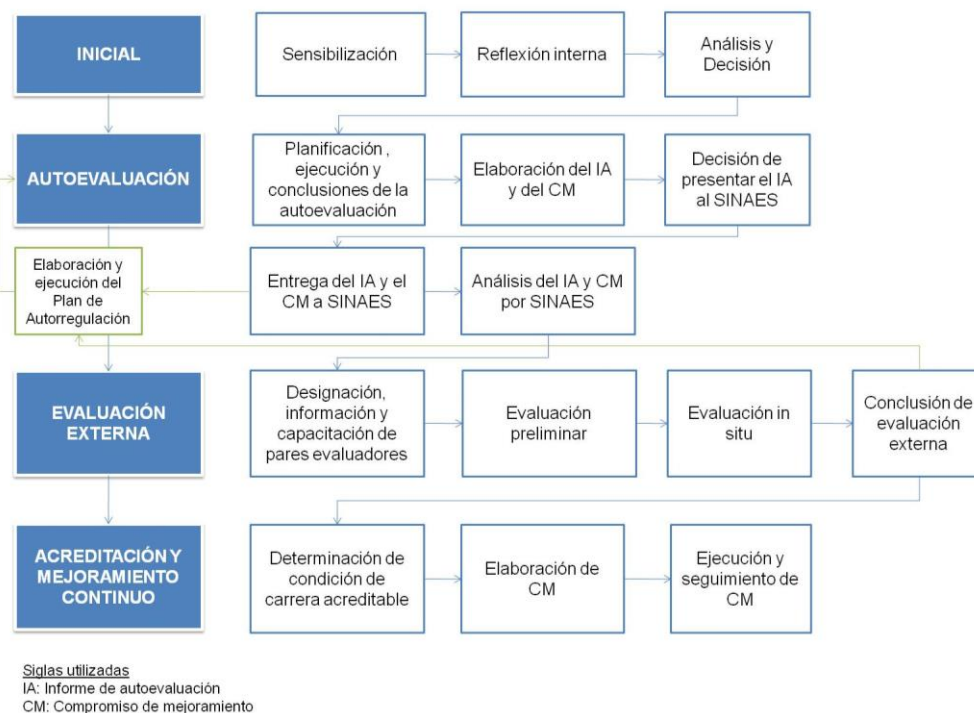 INICIAL
Sensibilización
Reflexión interna
Análisis y
Decisión
AUTOEVALUACIÓN
Planificación ,
ejecución y
conclusiones de la
autoevaluación
Elaboración del IA
y del CM
Decisión de
presentar el IA
al SINAES
Elaboración y
ejecución del
Plan de
Autorregulación
Entrega del IA y el
CM a SINAES
Análisis del IA y CM
por SINAES
EVALUACIÓN
EXTERNA
Designación,
información y
capacitación de
pares evaluadores
Evaluación
preliminar
Evaluación in
situ
Conclusión de
evaluación
externa
ACREDITACIÓN Y
MEJORAMIENTO
CONTINUO
Determinación de
condición de
carrera acreditable
Elaboración de
CM
Ejecución y
seguimiento de
CM
Siglas utilizadas
IA: Informe de autoevaluación
CM: Compromiso de mejoramiento